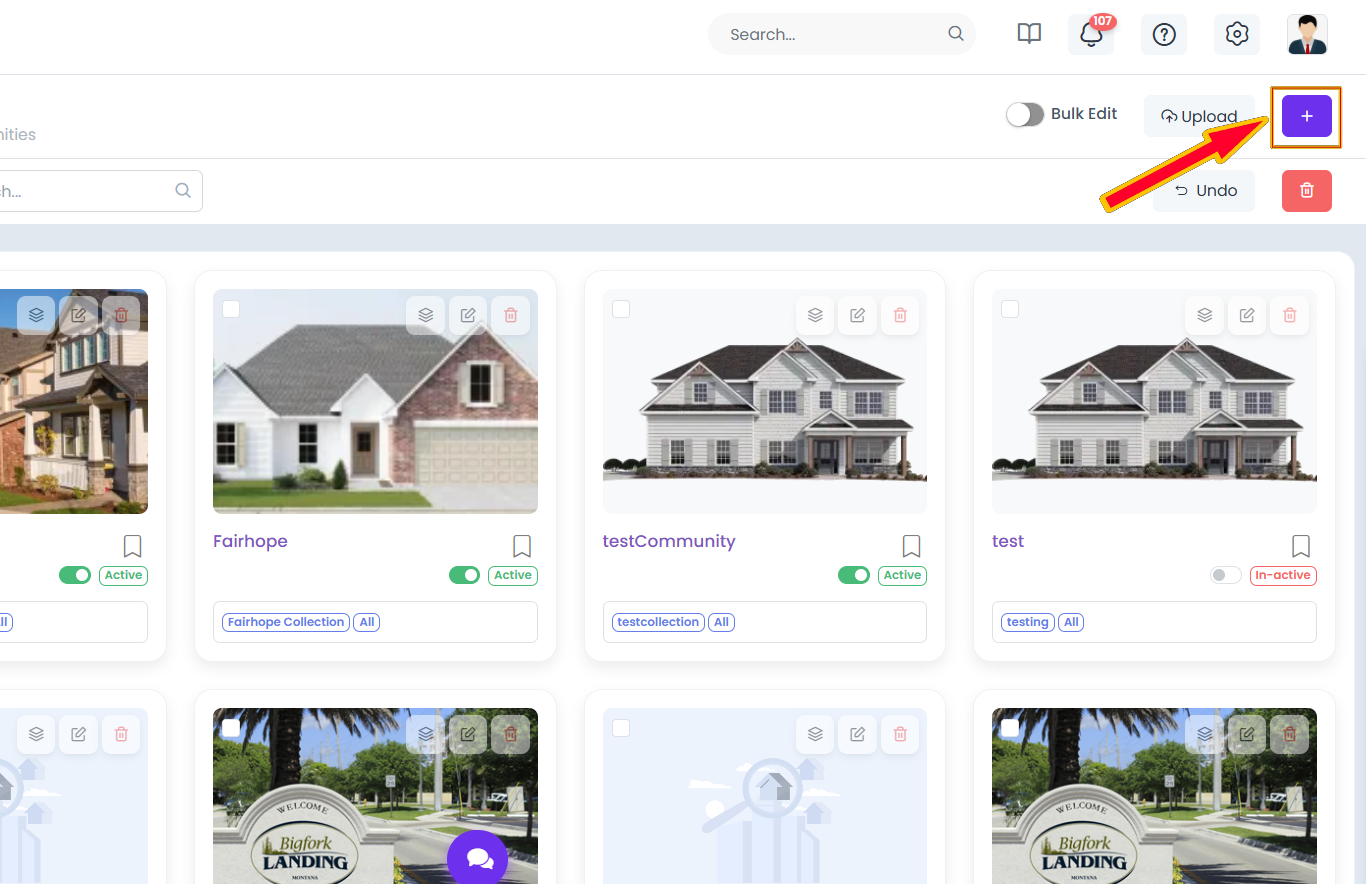 Search...
107
nities
Bulk Edit
Upload
+
h...
Undo
Fairhope
testCommunity
test
Active
Active
Active
In-active
ll
Fairhope Collection All
testcollection All
testing All
WELCOME
Bigfork
LANDING
MONTANA
WELCOME
Bigfork
LANDING
MONTANA